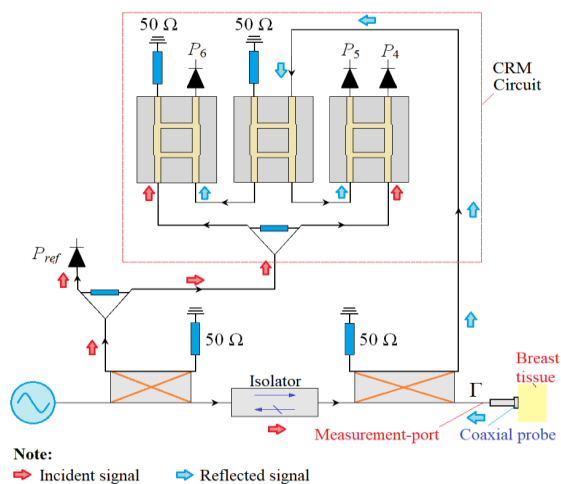 50 Ω
50 Ω
P6
P5
P4
CRM
Circuit
Pref
50 Ω
50 Ω
Isolator
Γ
Breast
tissue
Measurement-port
Coaxial probe
Note:
Incident signal
Reflected signal